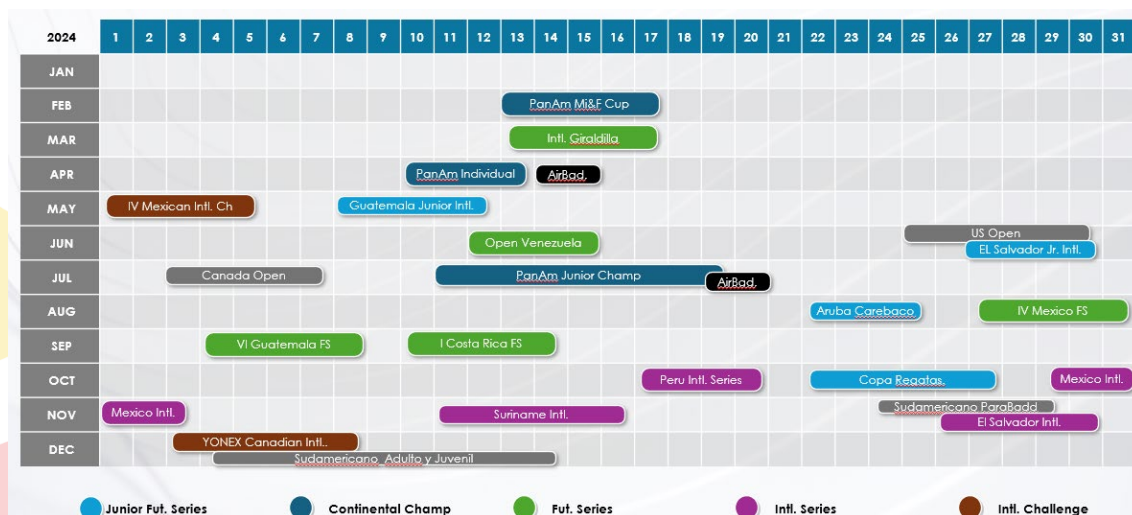 2024 1 2 3 4 5 6 7 8 9 10 11 12 13 14 15 16 17 18 19 20 21 22 23 24 25 26 27 28 29 30 31
JAN
FEB PanAm Mi&F Cup
MAR Intl. Giraldilla
APR PanAm Individual AirBad.
MAY IV Mexican Intl. Ch Guatemala Junior Intl.
US Open
JUN Open Venezuela EL Salvador Jr. Intl.
JUL Canada Open PanAm Junior Champ AirBad.
AUG Aruba Carebaco IV Mexico FS
SEP VI Guatemala FS I Costa Rica FS
OCT Peru Intl. Series Copa Regatas. Mexico Intl.
Sudamericano ParaBadd
NOV Mexico Intl. Suriname Intl. El Salvador Intl.
YONEX Canadian Intl..
DEC Sudamericano Adulto y Juvenil
Junior Fut. Series Continental Champ Fut. Series Intl. Series Intl. Challenge